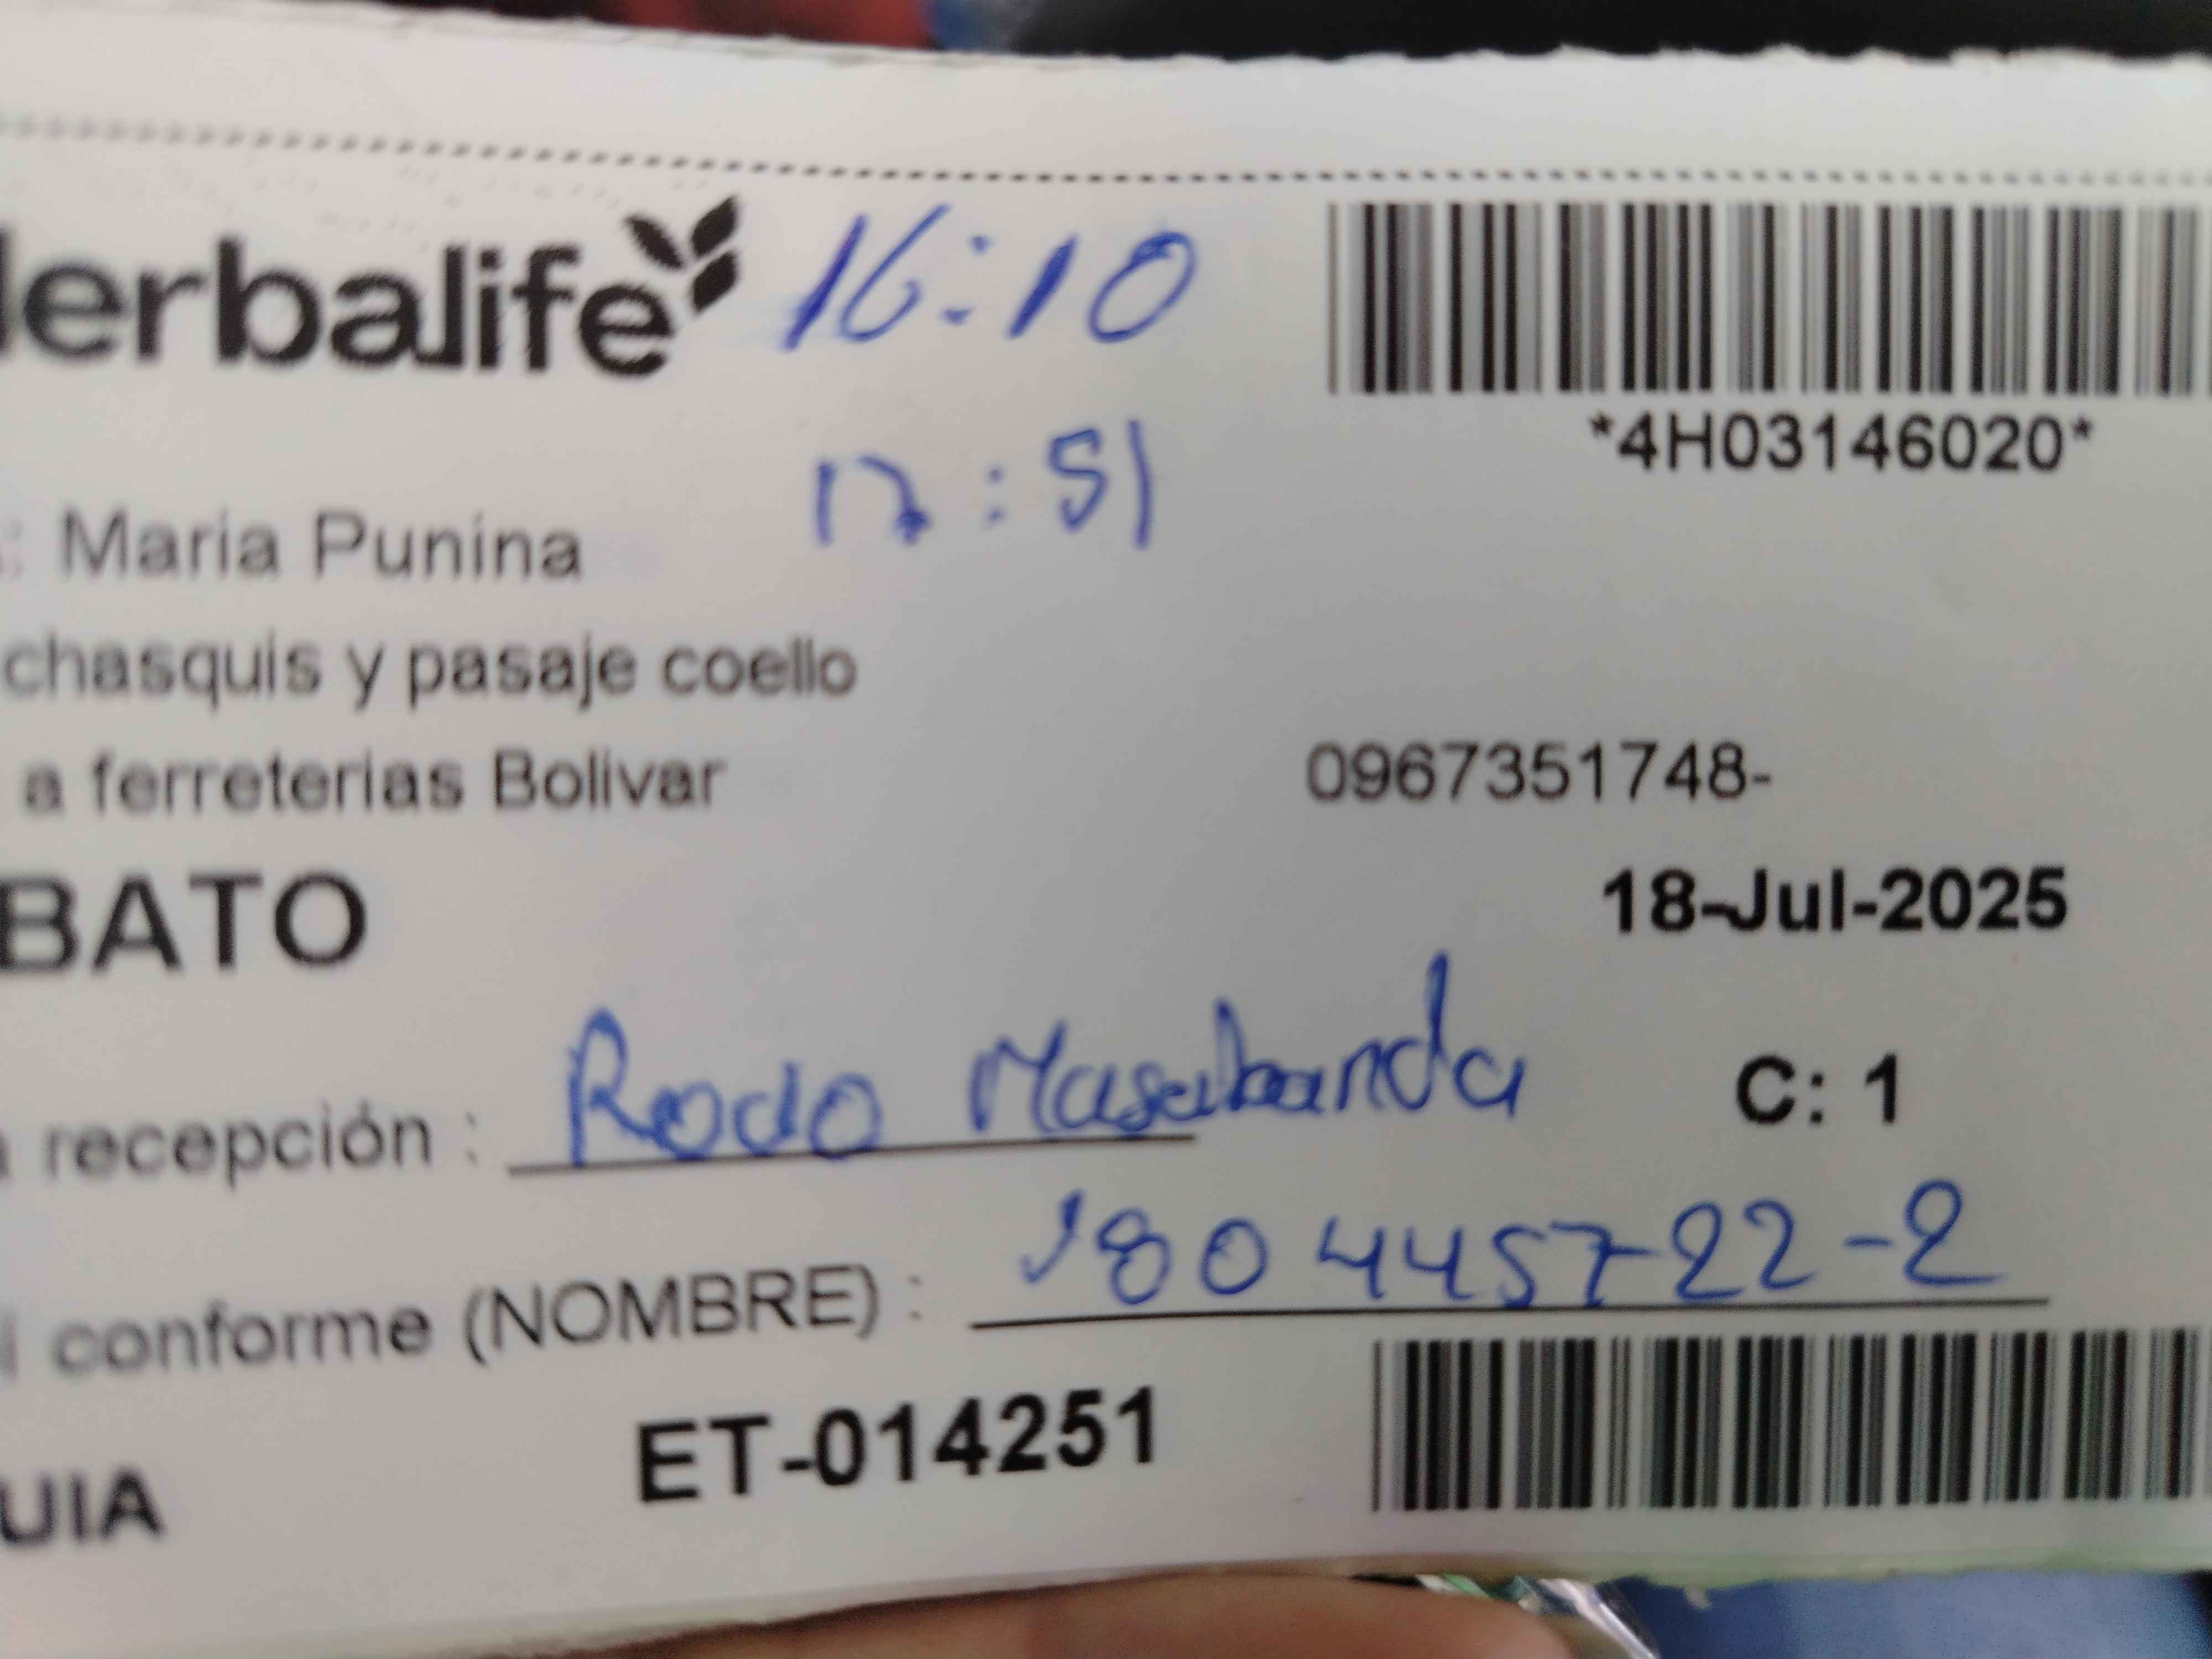 Herbalife 16:10
*4H03146020*
17:51
: Maria Punina
chasquis y pasaje coello
a ferreterias Bolivar 0967351748-
BATO 18-Jul-2025
recepción : Rodo Masabanda C: 1
conforme (NOMBRE) : 180445722-2
ET-014251
UIA